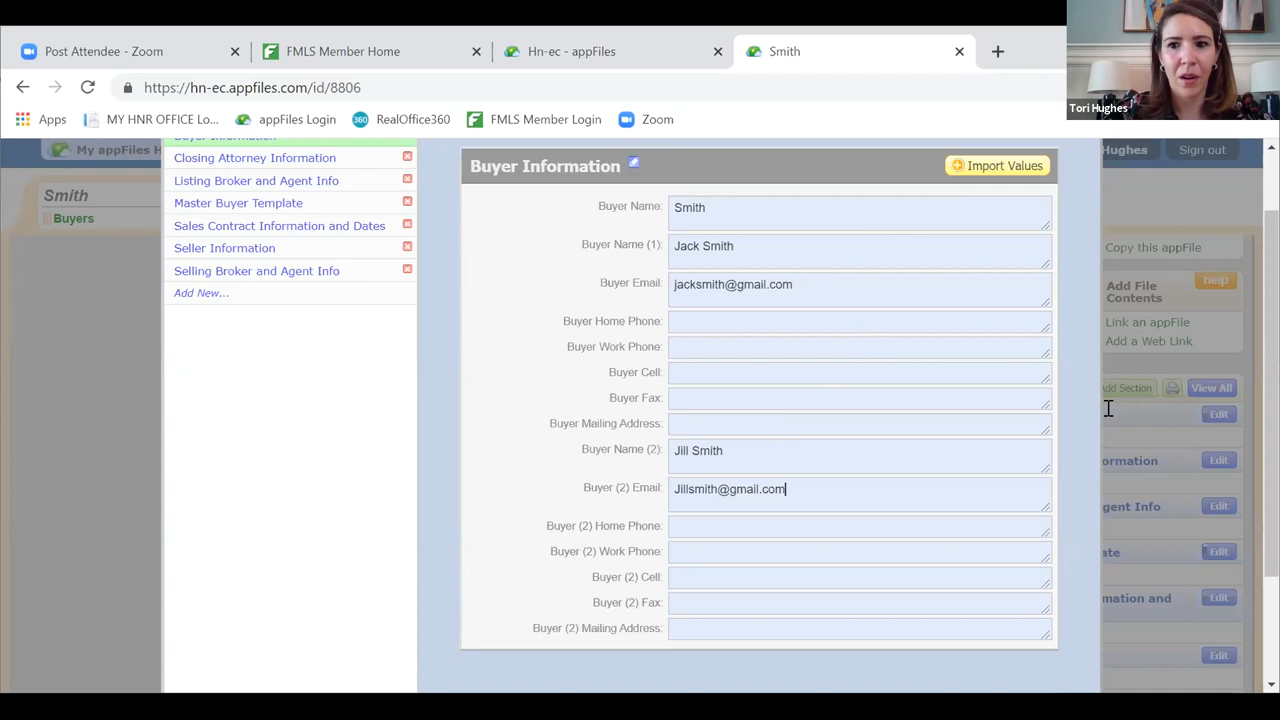 Post Attendee - Zoom
FMLS Member Home
Hn-ec - appFiles
Smith
https://hn-ec.appfiles.com/id/8806
Tori Hughes
Apps
MY HNR OFFICE Lo...
appFiles Login
360
RealOffice360
FMLS Member Login
Zoom
My appFiles H
Hughes
Sign out
Smith
Buyers
Buyer Information
Closing Attorney Information
Listing Broker and Agent Info
Master Buyer Template
Sales Contract Information and Dates
Seller Information
Selling Broker and Agent Info
Add New...
Buyer Information
Import Values
Buyer Name: Smith
Buyer Name (1): Jack Smith
Buyer Email: jacksmith@gmail.com
Buyer Home Phone:
Buyer Work Phone:
Buyer Cell:
Buyer Fax:
Buyer Mailing Address:
Buyer Name (2): Jill Smith
Buyer (2) Email: Jillsmith@gmail.com
Buyer (2) Home Phone:
Buyer (2) Work Phone:
Buyer (2) Cell:
Buyer (2) Fax:
Buyer (2) Mailing Address:
Copy this appFile
Add File
Contents
Link an appFile
Add a Web Link
dd Section
View All
Edit
ormation
Edit
gent Info
Edit
ate
Edit
mation and
Edit
Edit